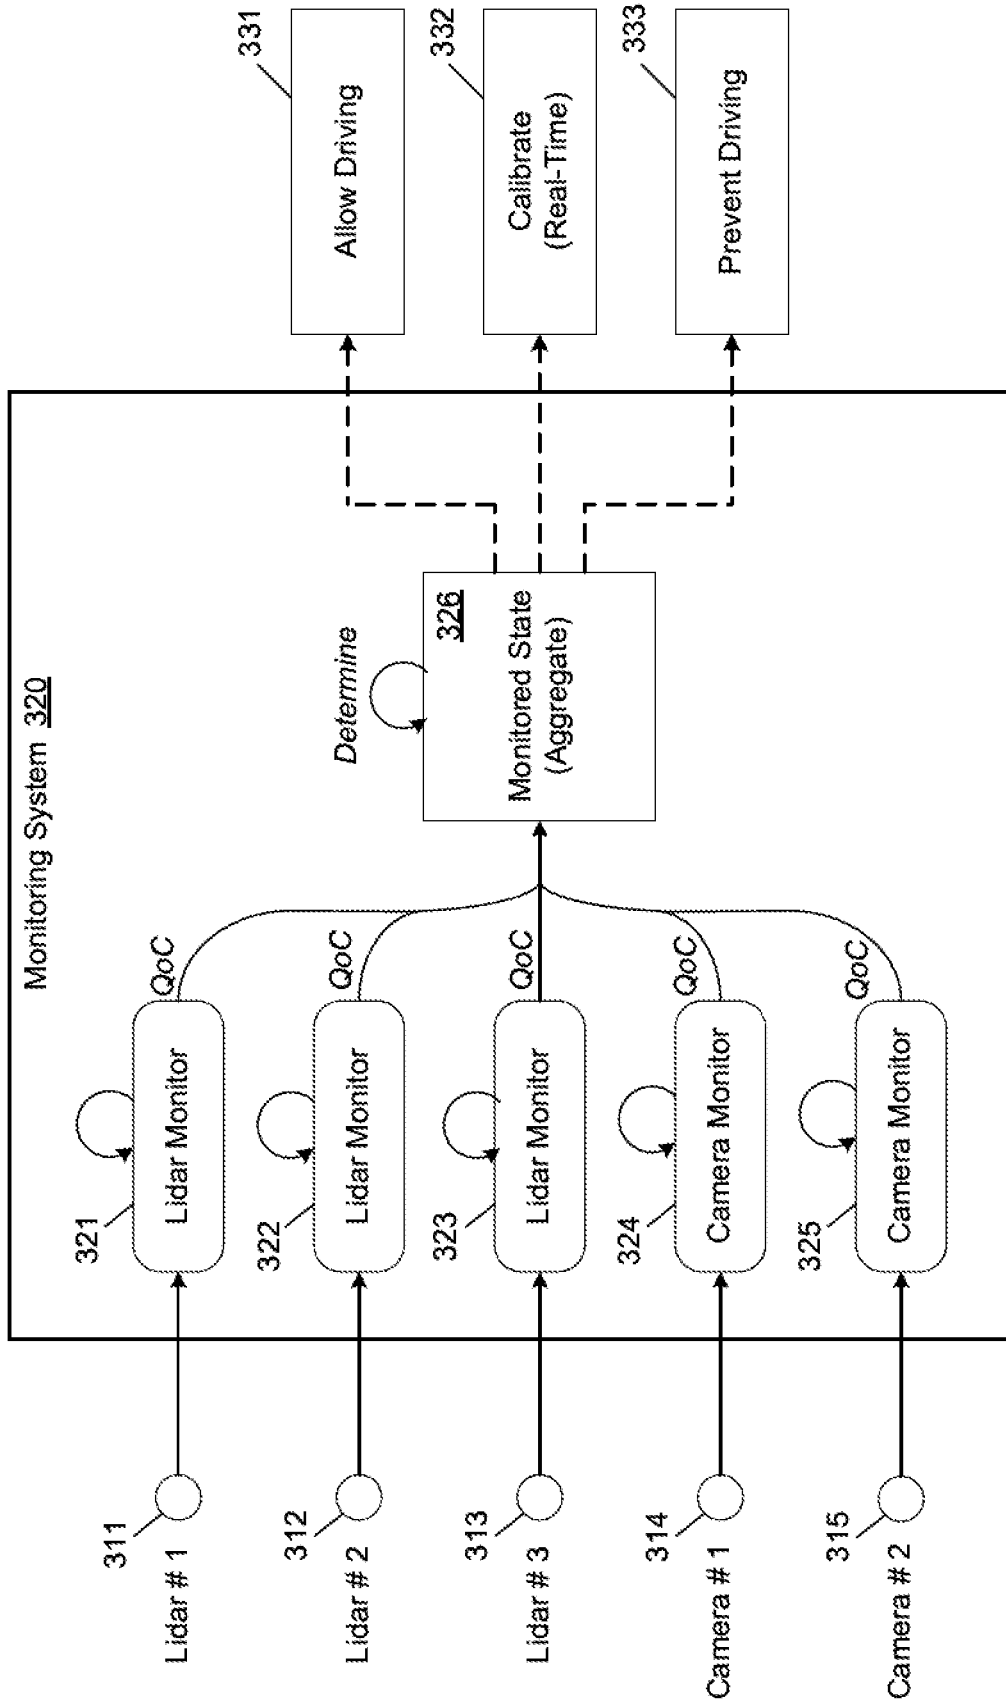 Monitoring System 320
311
Lidar # 1
312
Lidar # 2
313
Lidar # 3
314
Camera # 1
315
Camera # 2
321
Lidar Monitor
QoC
322
Lidar Monitor
QoC
323
Lidar Monitor
QoC
324
Camera Monitor
QoC
325
Camera Monitor
QoC
Determine
326
Monitored State
(Aggregate)
331
Allow Driving
332
Calibrate
(Real-Time)
333
Prevent Driving